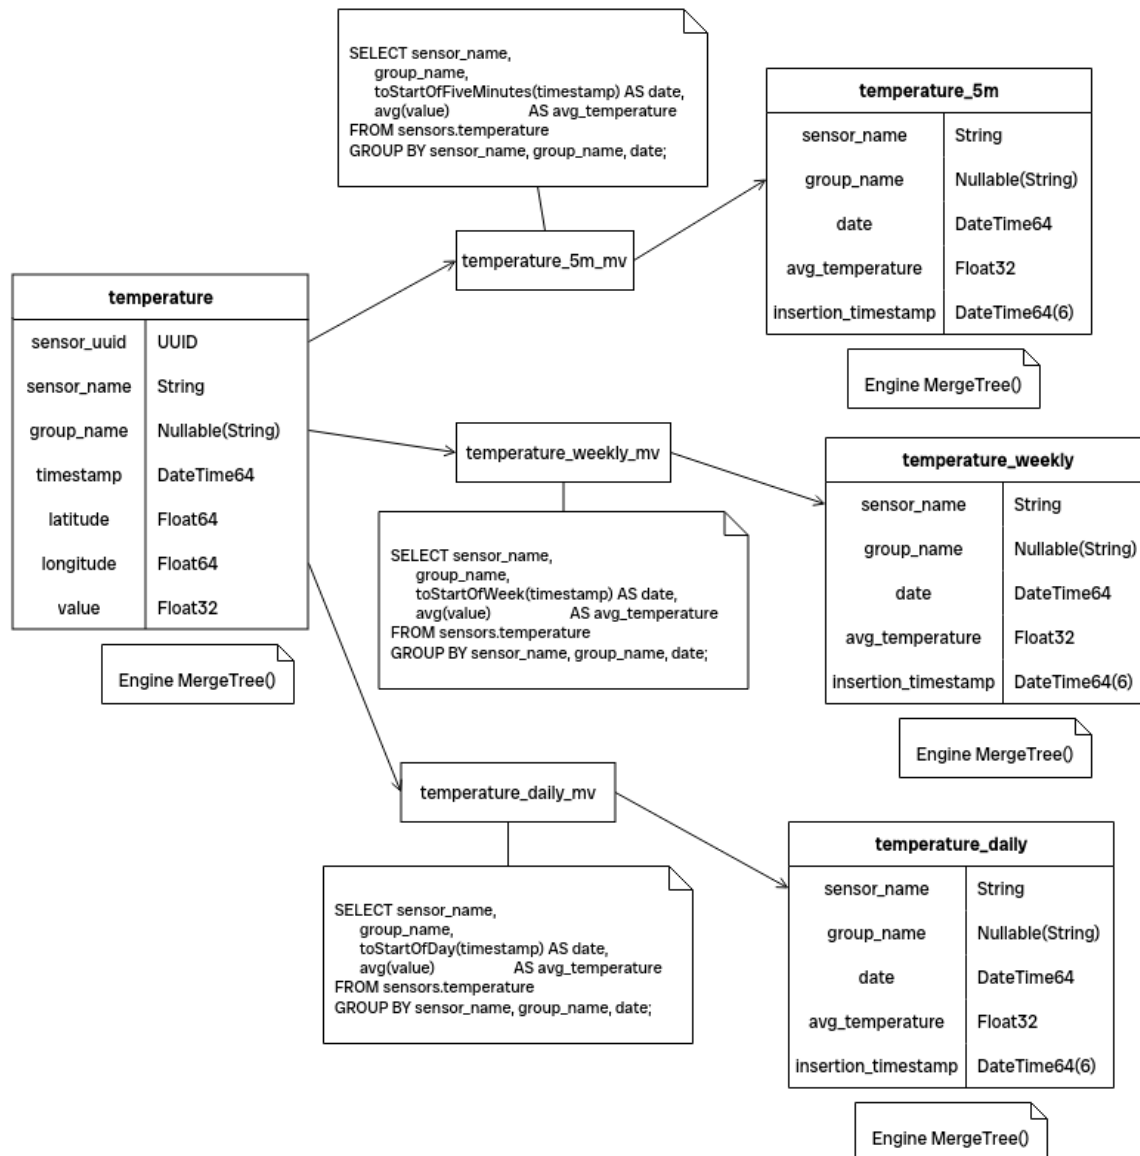 SELECT sensor_name,
group_name,
toStartOfFiveMinutes(timestamp) AS date,
avg(value) AS avg_temperature
FROM sensors.temperature
GROUP BY sensor_name, group_name, date;
temperature_5m_mv
temperature_5m
sensor_name String
group_name Nullable(String)
date DateTime64
avg_temperature Float32
insertion_timestamp DateTime64(6)
Engine MergeTree()
temperature
sensor_uuid UUID
sensor_name String
group_name Nullable(String)
timestamp DateTime64
latitude Float64
longitude Float64
value Float32
Engine MergeTree()
temperature_weekly_mv
SELECT sensor_name,
group_name,
toStartOfWeek(timestamp) AS date,
avg(value) AS avg_temperature
FROM sensors.temperature
GROUP BY sensor_name, group_name, date;
temperature_weekly
sensor_name String
group_name Nullable(String)
date DateTime64
avg_temperature Float32
insertion_timestamp DateTime64(6)
Engine MergeTree()
temperature_daily_mv
SELECT sensor_name,
group_name,
toStartOfDay(timestamp) AS date,
avg(value) AS avg_temperature
FROM sensors.temperature
GROUP BY sensor_name, group_name, date;
temperature_daily
sensor_name String
group_name Nullable(String)
date DateTime64
avg_temperature Float32
insertion_timestamp DateTime64(6)
Engine MergeTree()